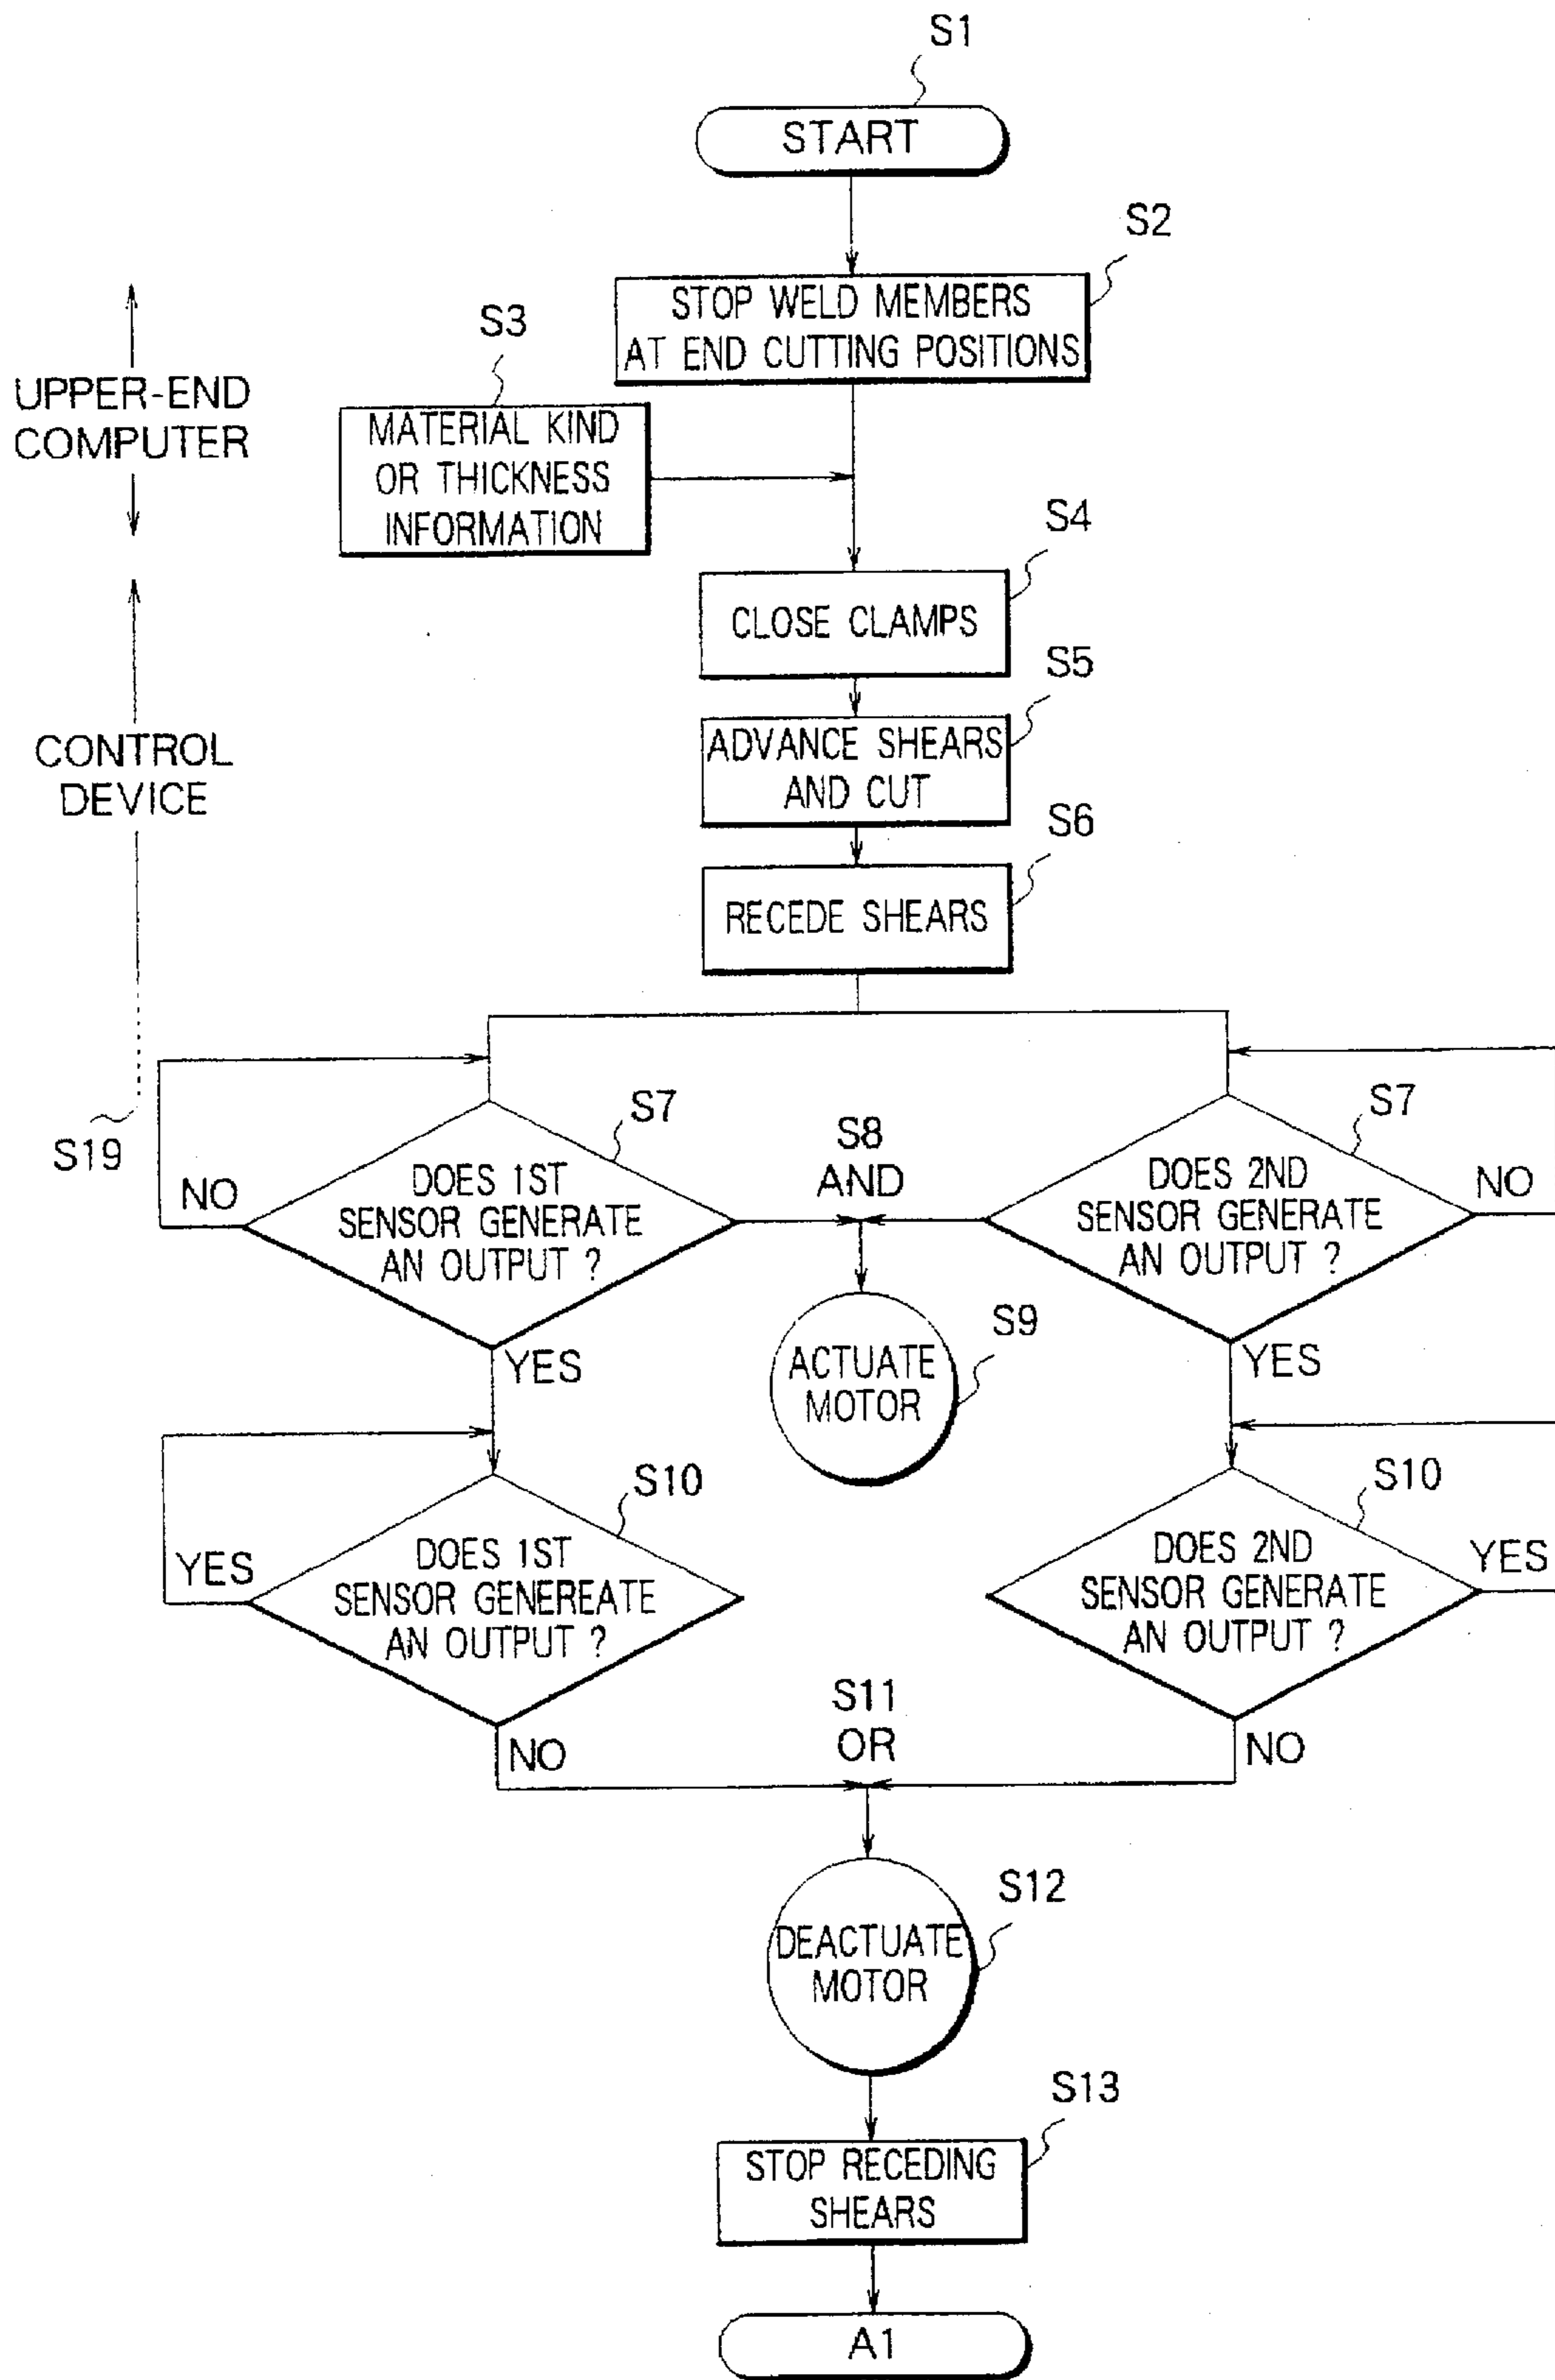 S1
START
S2
STOP WELD MEMBERS
AT END CUTTING POSITIONS
S3
MATERIAL KIND
OR THICKNESS
INFORMATION
UPPER-END
COMPUTER
S4
CLOSE CLAMPS
S5
ADVANCE SHEARS
AND CUT
CONTROL
DEVICE
S6
RECEDE SHEARS
S19
S7
DOES 1ST
SENSOR GENERATE
AN OUTPUT ?
NO
YES
S8
AND
S7
DOES 2ND
SENSOR GENERATE
AN OUTPUT ?
NO
YES
S9
ACTUATE
MOTOR
S10
DOES 1ST
SENSOR GENEREATE
AN OUTPUT ?
YES
NO
S10
DOES 2ND
SENSOR GENERATE
AN OUTPUT ?
YES
NO
S11
OR
S12
DEACTUATE
MOTOR
S13
STOP RECEDING
SHEARS
A1